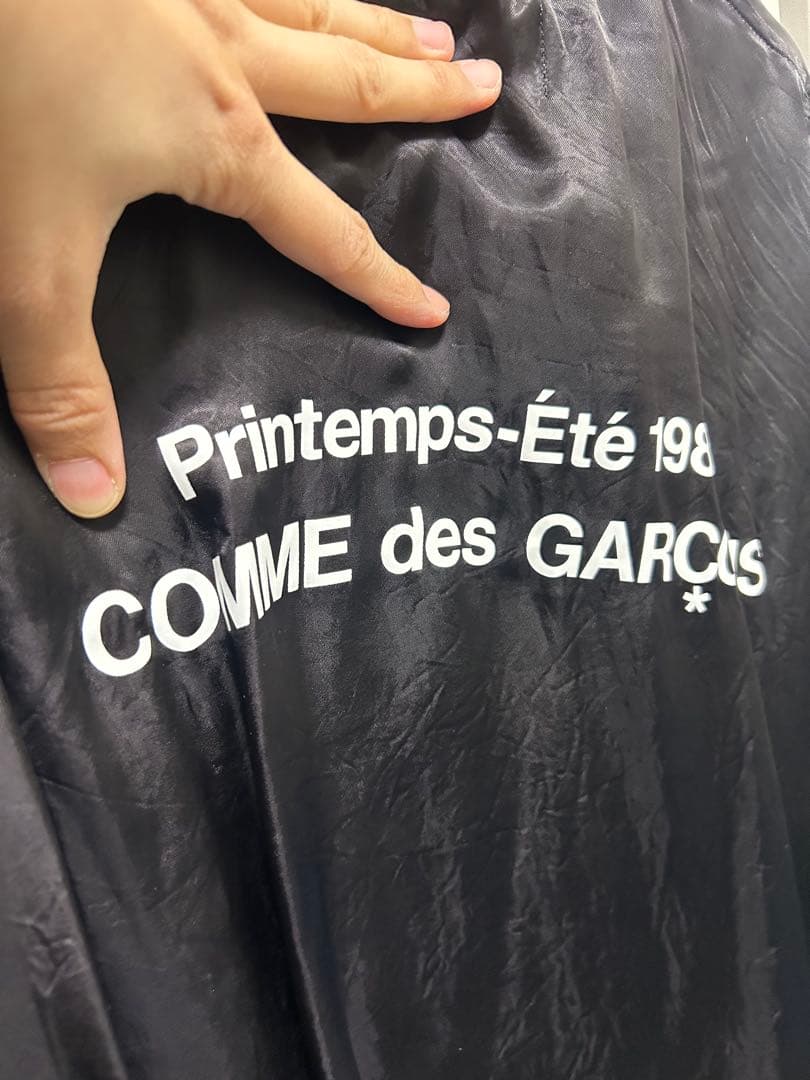 Printemps-Été 198
COMME des GARÇONS
*